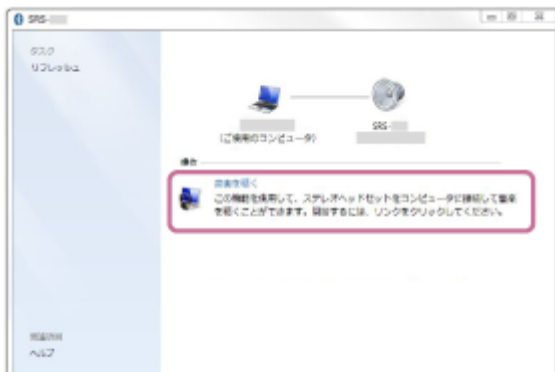 SRS-
タスク
リフレッシュ
(ご使用のコンピュータ)
SRS-
操作
音楽を聴く
この機能を使用して、ステレオヘッドセットをコンピュータに接続して音楽
を聴くことができます。開始するには、リンクをクリックしてください。
関連項目
ヘルプ